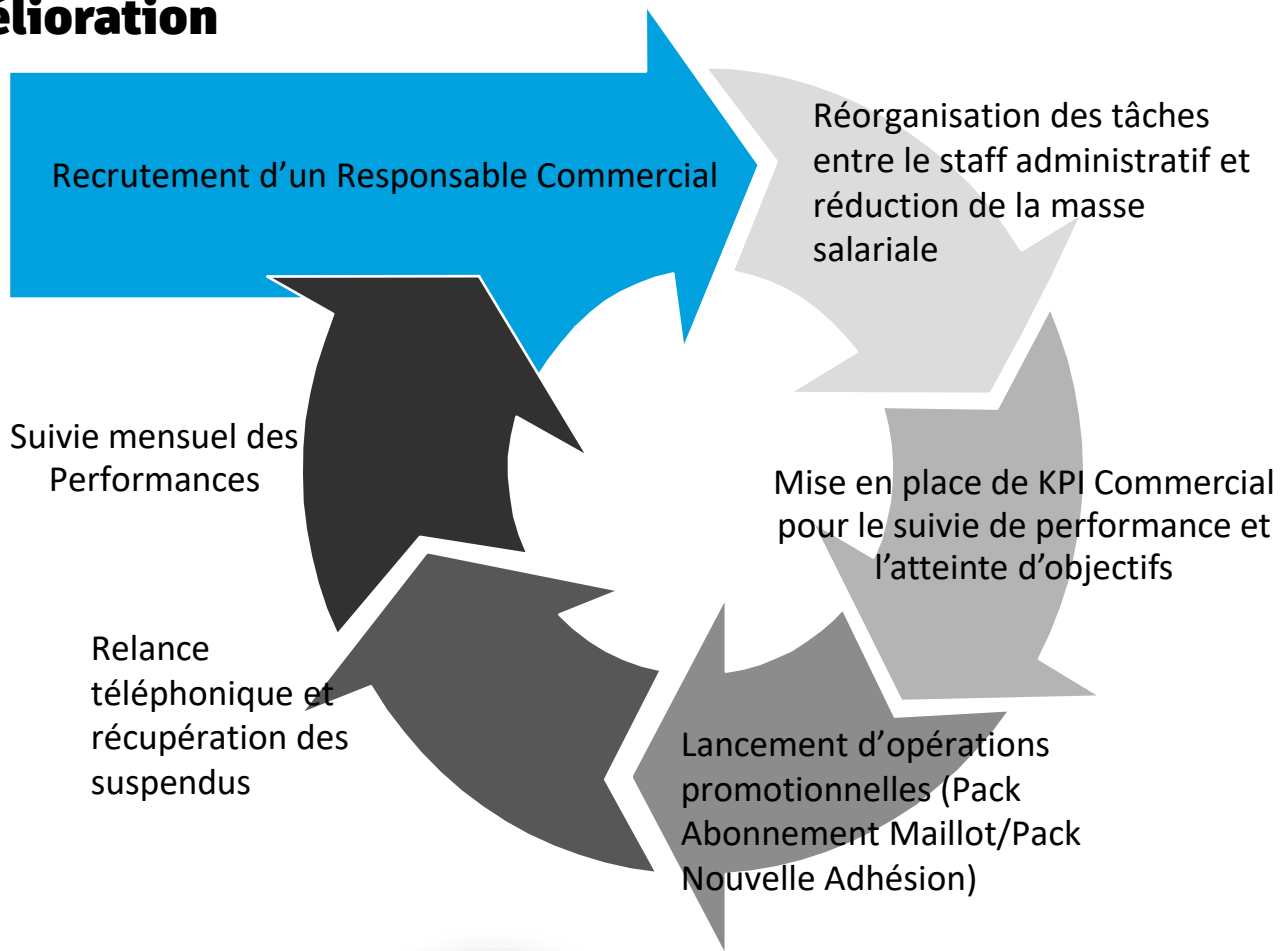 élioration
Recrutement d’un Responsable Commercial
Réorganisation des tâches
entre le staff administratif et
réduction de la masse
salariale
Mise en place de KPI Commercial
pour le suivie de performance et
l’atteinte d’objectifs
Lancement d’opérations
promotionnelles (Pack
Abonnement Maillot/Pack
Nouvelle Adhésion)
Relance
téléphonique et
récupération des
suspendus
Suivie mensuel des
Performances